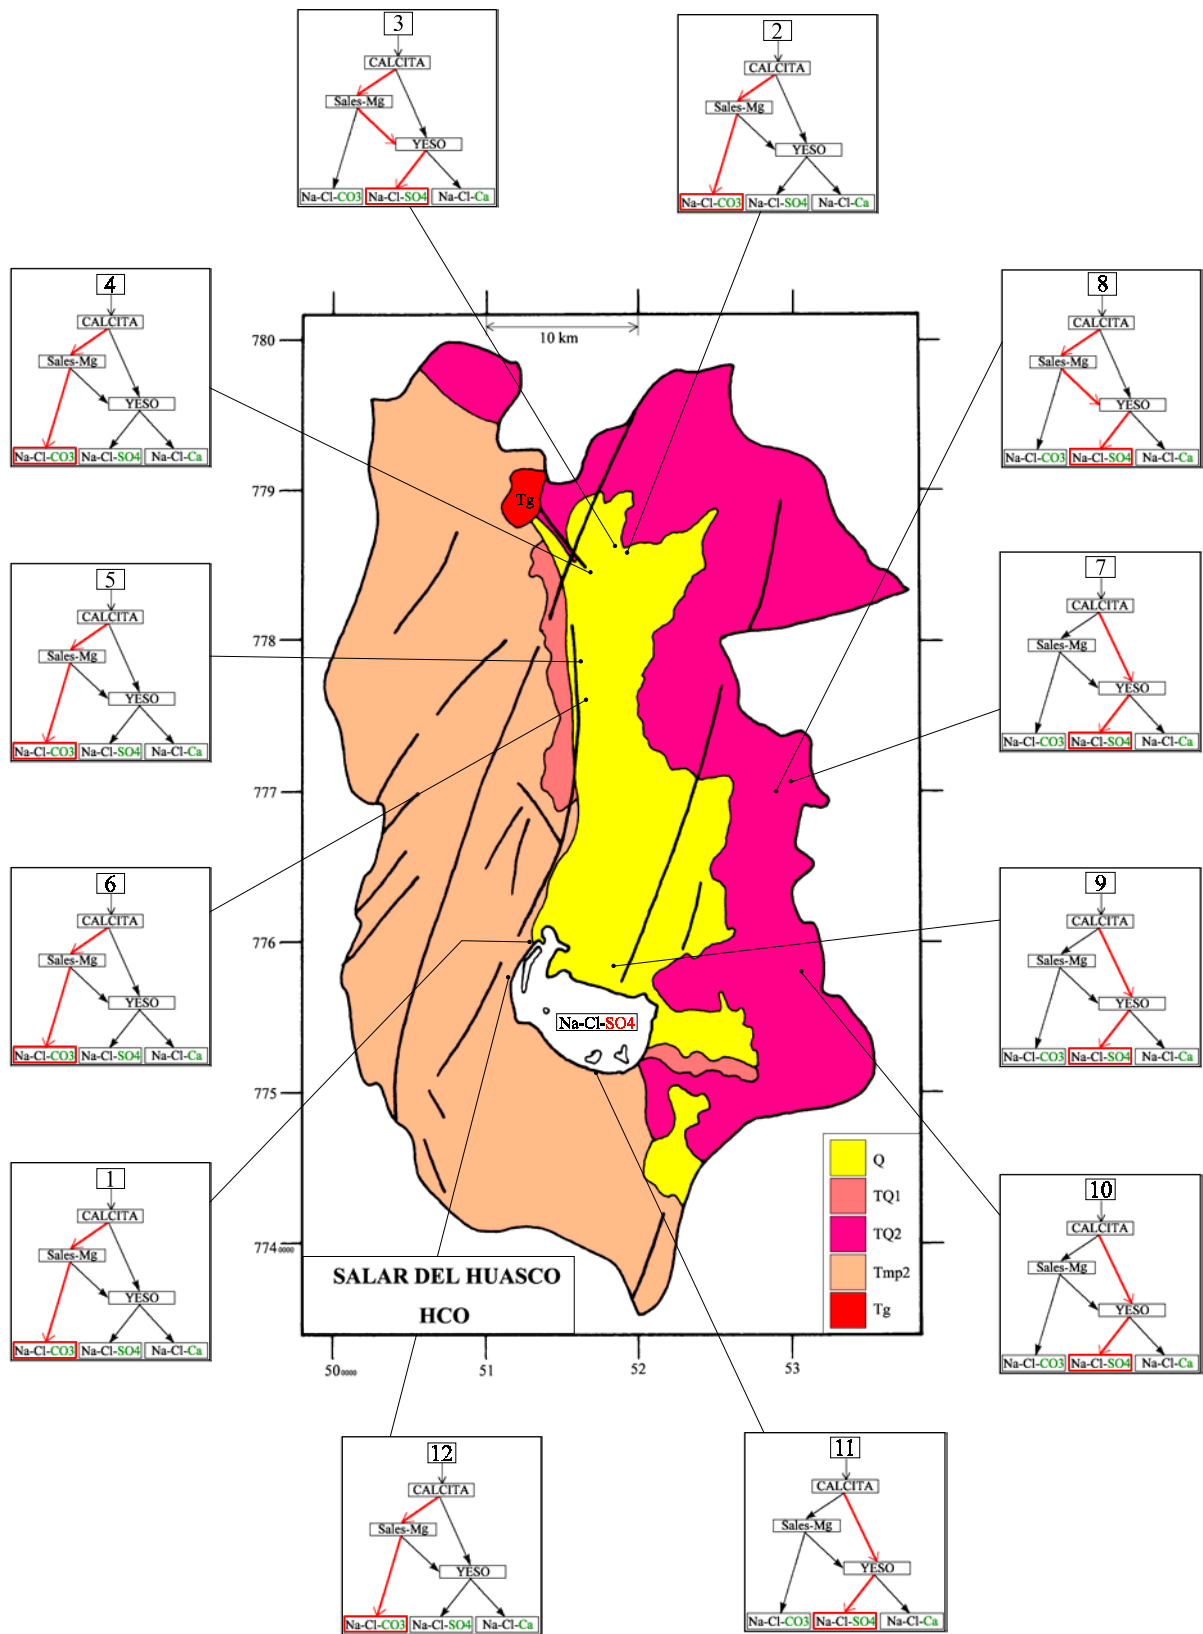 3
CALCITA
Sales-Mg
YESO
Na-Cl-CO3 Na-Cl-SO4 Na-Cl-Ca
2
CALCITA
Sales-Mg
YESO
Na-Cl-CO3 Na-Cl-SO4 Na-Cl-Ca
4
CALCITA
Sales-Mg
YESO
Na-Cl-CO3 Na-Cl-SO4 Na-Cl-Ca
8
CALCITA
Sales-Mg
YESO
Na-Cl-CO3 Na-Cl-SO4 Na-Cl-Ca
5
CALCITA
Sales-Mg
YESO
Na-Cl-CO3 Na-Cl-SO4 Na-Cl-Ca
7
CALCITA
Sales-Mg
YESO
Na-Cl-CO3 Na-Cl-SO4 Na-Cl-Ca
6
CALCITA
Sales-Mg
YESO
Na-Cl-CO3 Na-Cl-SO4 Na-Cl-Ca
9
CALCITA
Sales-Mg
YESO
Na-Cl-CO3 Na-Cl-SO4 Na-Cl-Ca
1
CALCITA
Sales-Mg
YESO
Na-Cl-CO3 Na-Cl-SO4 Na-Cl-Ca
10
CALCITA
Sales-Mg
YESO
Na-Cl-CO3 Na-Cl-SO4 Na-Cl-Ca
12
CALCITA
Sales-Mg
YESO
Na-Cl-CO3 Na-Cl-SO4 Na-Cl-Ca
11
CALCITA
Sales-Mg
YESO
Na-Cl-CO3 Na-Cl-SO4 Na-Cl-Ca
10 km
780
779
778
777
776
775
7740000
Tg
Na-Cl-SO4
Q
TQ1
TQ2
Tmp2
Tg
SALAR DEL HUASCO
HCO
500000 51 52 53